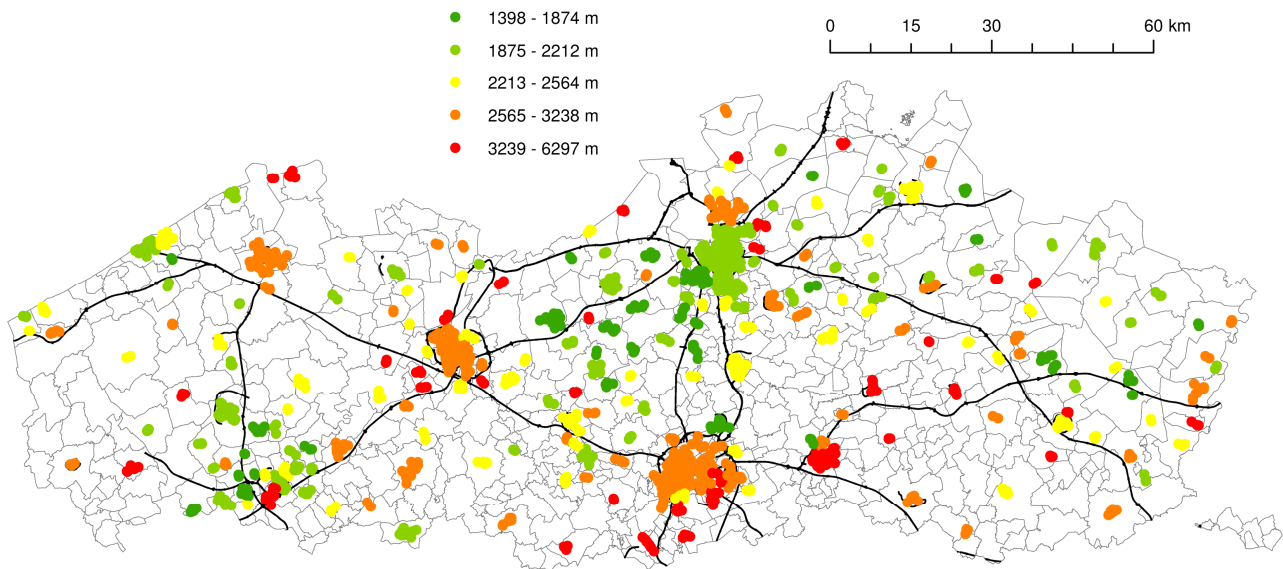 1398 - 1874 m
1875 - 2212 m
2213 - 2564 m
2565 - 3238 m
3239 - 6297 m
0 15 30 60 km